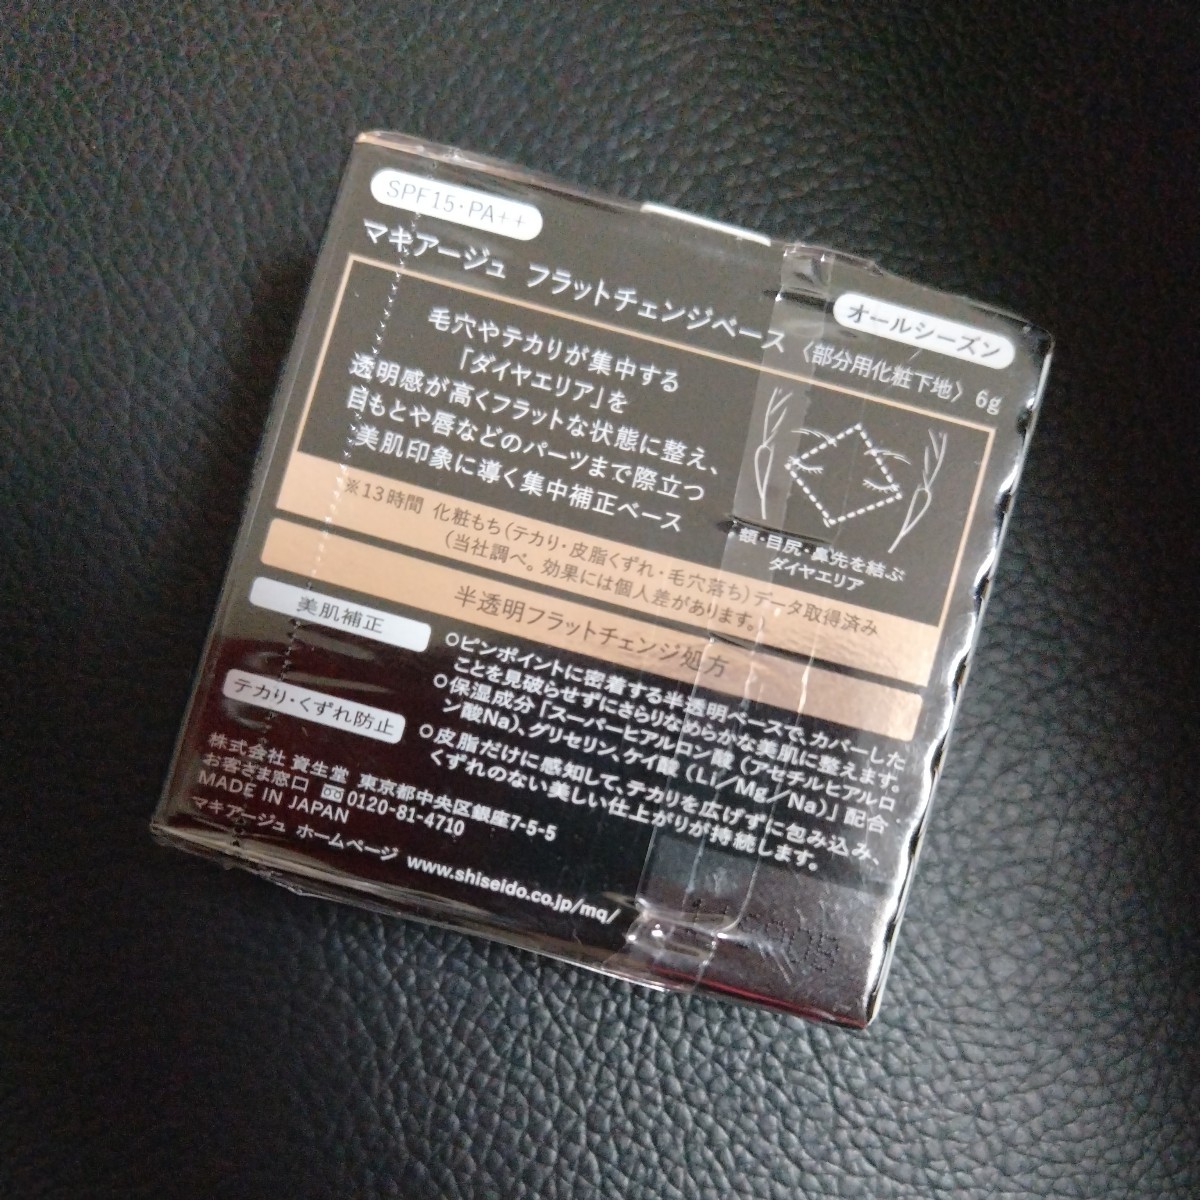 SPF15・PA++
オールシーズン
マキアージュ フラットチェンジベース 〈部分用化粧下地〉 6g
毛穴やテカリが集中する
「ダイヤエリア」を
透明感が高くフラットな状態に整え、
目もとや唇などのパーツまで際立つ
美肌印象に導く集中補正ベース
額・目尻・鼻先を結ぶ
ダイヤエリア
※13時間 化粧もち(テカリ・皮脂くずれ・毛穴落ち)データ取得済み
(当社調べ。効果には個人差があります。)
半透明フラットチェンジ処方
美肌補正
○ピンポイントに密着する半透明ベースで、カバーした
ことを見破らせずにさらりなめらかな美肌に整えます。
○保湿成分「スーパーヒアルロン酸(アセチルヒアルロ
ン酸Na)、グリセリン、ケイ酸(Li/Mg/Na)」配合・
テカリ・くずれ防止
○皮脂だけに感知して、テカリを広げずに包み込み、
くずれのない美しい仕上がりが持続します。
株式会社 資生堂 東京都中央区銀座7-5-5
お客さま窓口 0120-81-4710
MADE IN JAPAN
マキアージュ ホームページ www.shiseido.co.jp/mq/